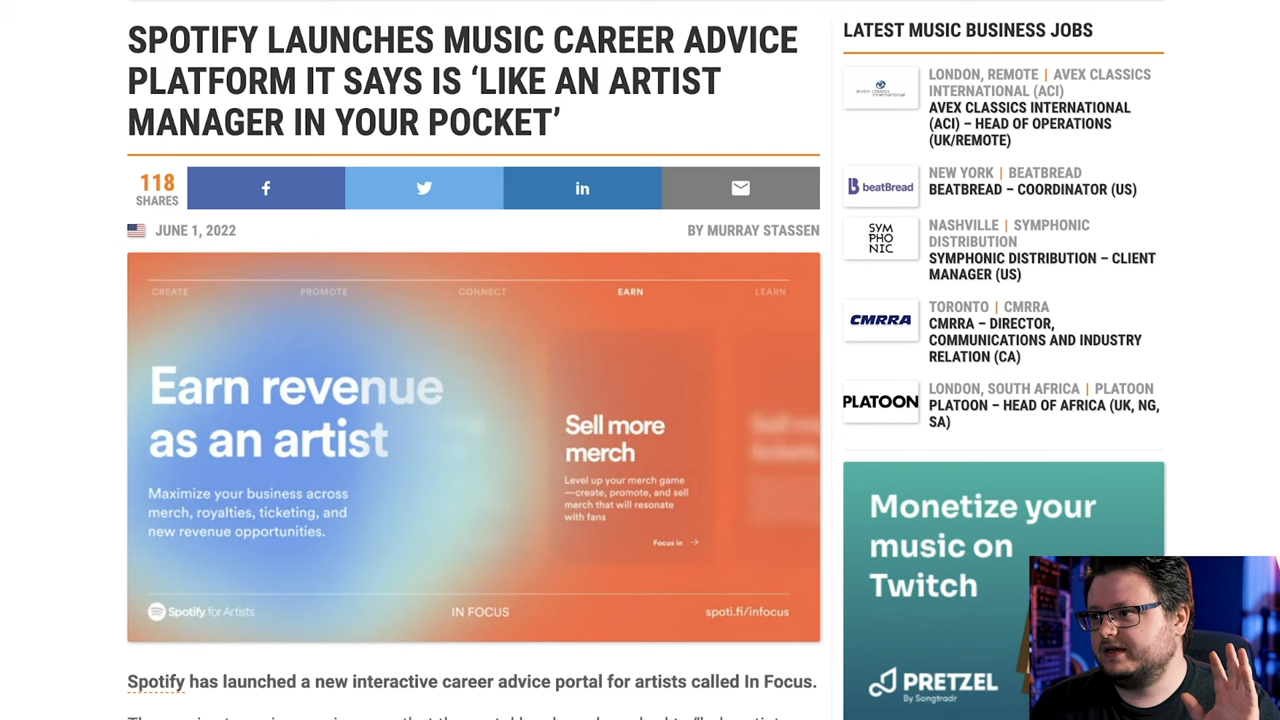 SPOTIFY LAUNCHES MUSIC CAREER ADVICE
PLATFORM IT SAYS IS ‘LIKE AN ARTIST
MANAGER IN YOUR POCKET’
118
SHARES
JUNE 1, 2022
BY MURRAY STASSEN
CREATE
PROMOTE
CONNECT
EARN
LEARN
Earn revenue
as an artist
Maximize your business across
merch, royalties, ticketing, and
new revenue opportunities.
Sell more
merch
Level up your merch game
—create, promote, and sell
merch that will resonate
with fans
Focus in →
Spotify for Artists
IN FOCUS
spoti.fi/infocus
Spotify has launched a new interactive career advice portal for artists called In Focus.
LATEST MUSIC BUSINESS JOBS
LONDON, REMOTE | AVEX CLASSICS
INTERNATIONAL (ACI)
AVEX CLASSICS INTERNATIONAL
(ACI) – HEAD OF OPERATIONS
(UK/REMOTE)
beatBread
NEW YORK | BEATBREAD
BEATBREAD – COORDINATOR (US)
SYM
PHO
NIC
NASHVILLE | SYMPHONIC
DISTRIBUTION
SYMPHONIC DISTRIBUTION – CLIENT
MANAGER (US)
CMRRA
TORONTO | CMRRA
CMRRA – DIRECTOR,
COMMUNICATIONS AND INDUSTRY
RELATION (CA)
PLATOON
LONDON, SOUTH AFRICA | PLATOON
PLATOON – HEAD OF AFRICA (UK, NG,
SA)
Monetize your
music on
Twitch
PRETZEL
By Songtradr